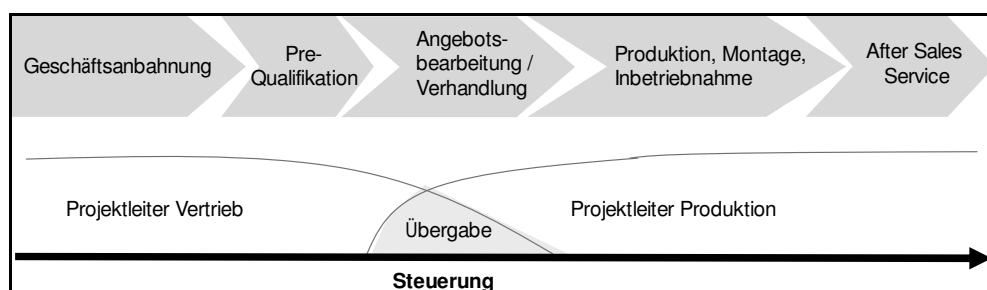 Geschäftsanbahnung
Pre-
Qualifikation
Angebots-
bearbeitung /
Verhandlung
Produktion, Montage,
Inbetriebnahme
After Sales
Service
Projektleiter Vertrieb
Übergabe
Projektleiter Produktion
Steuerung